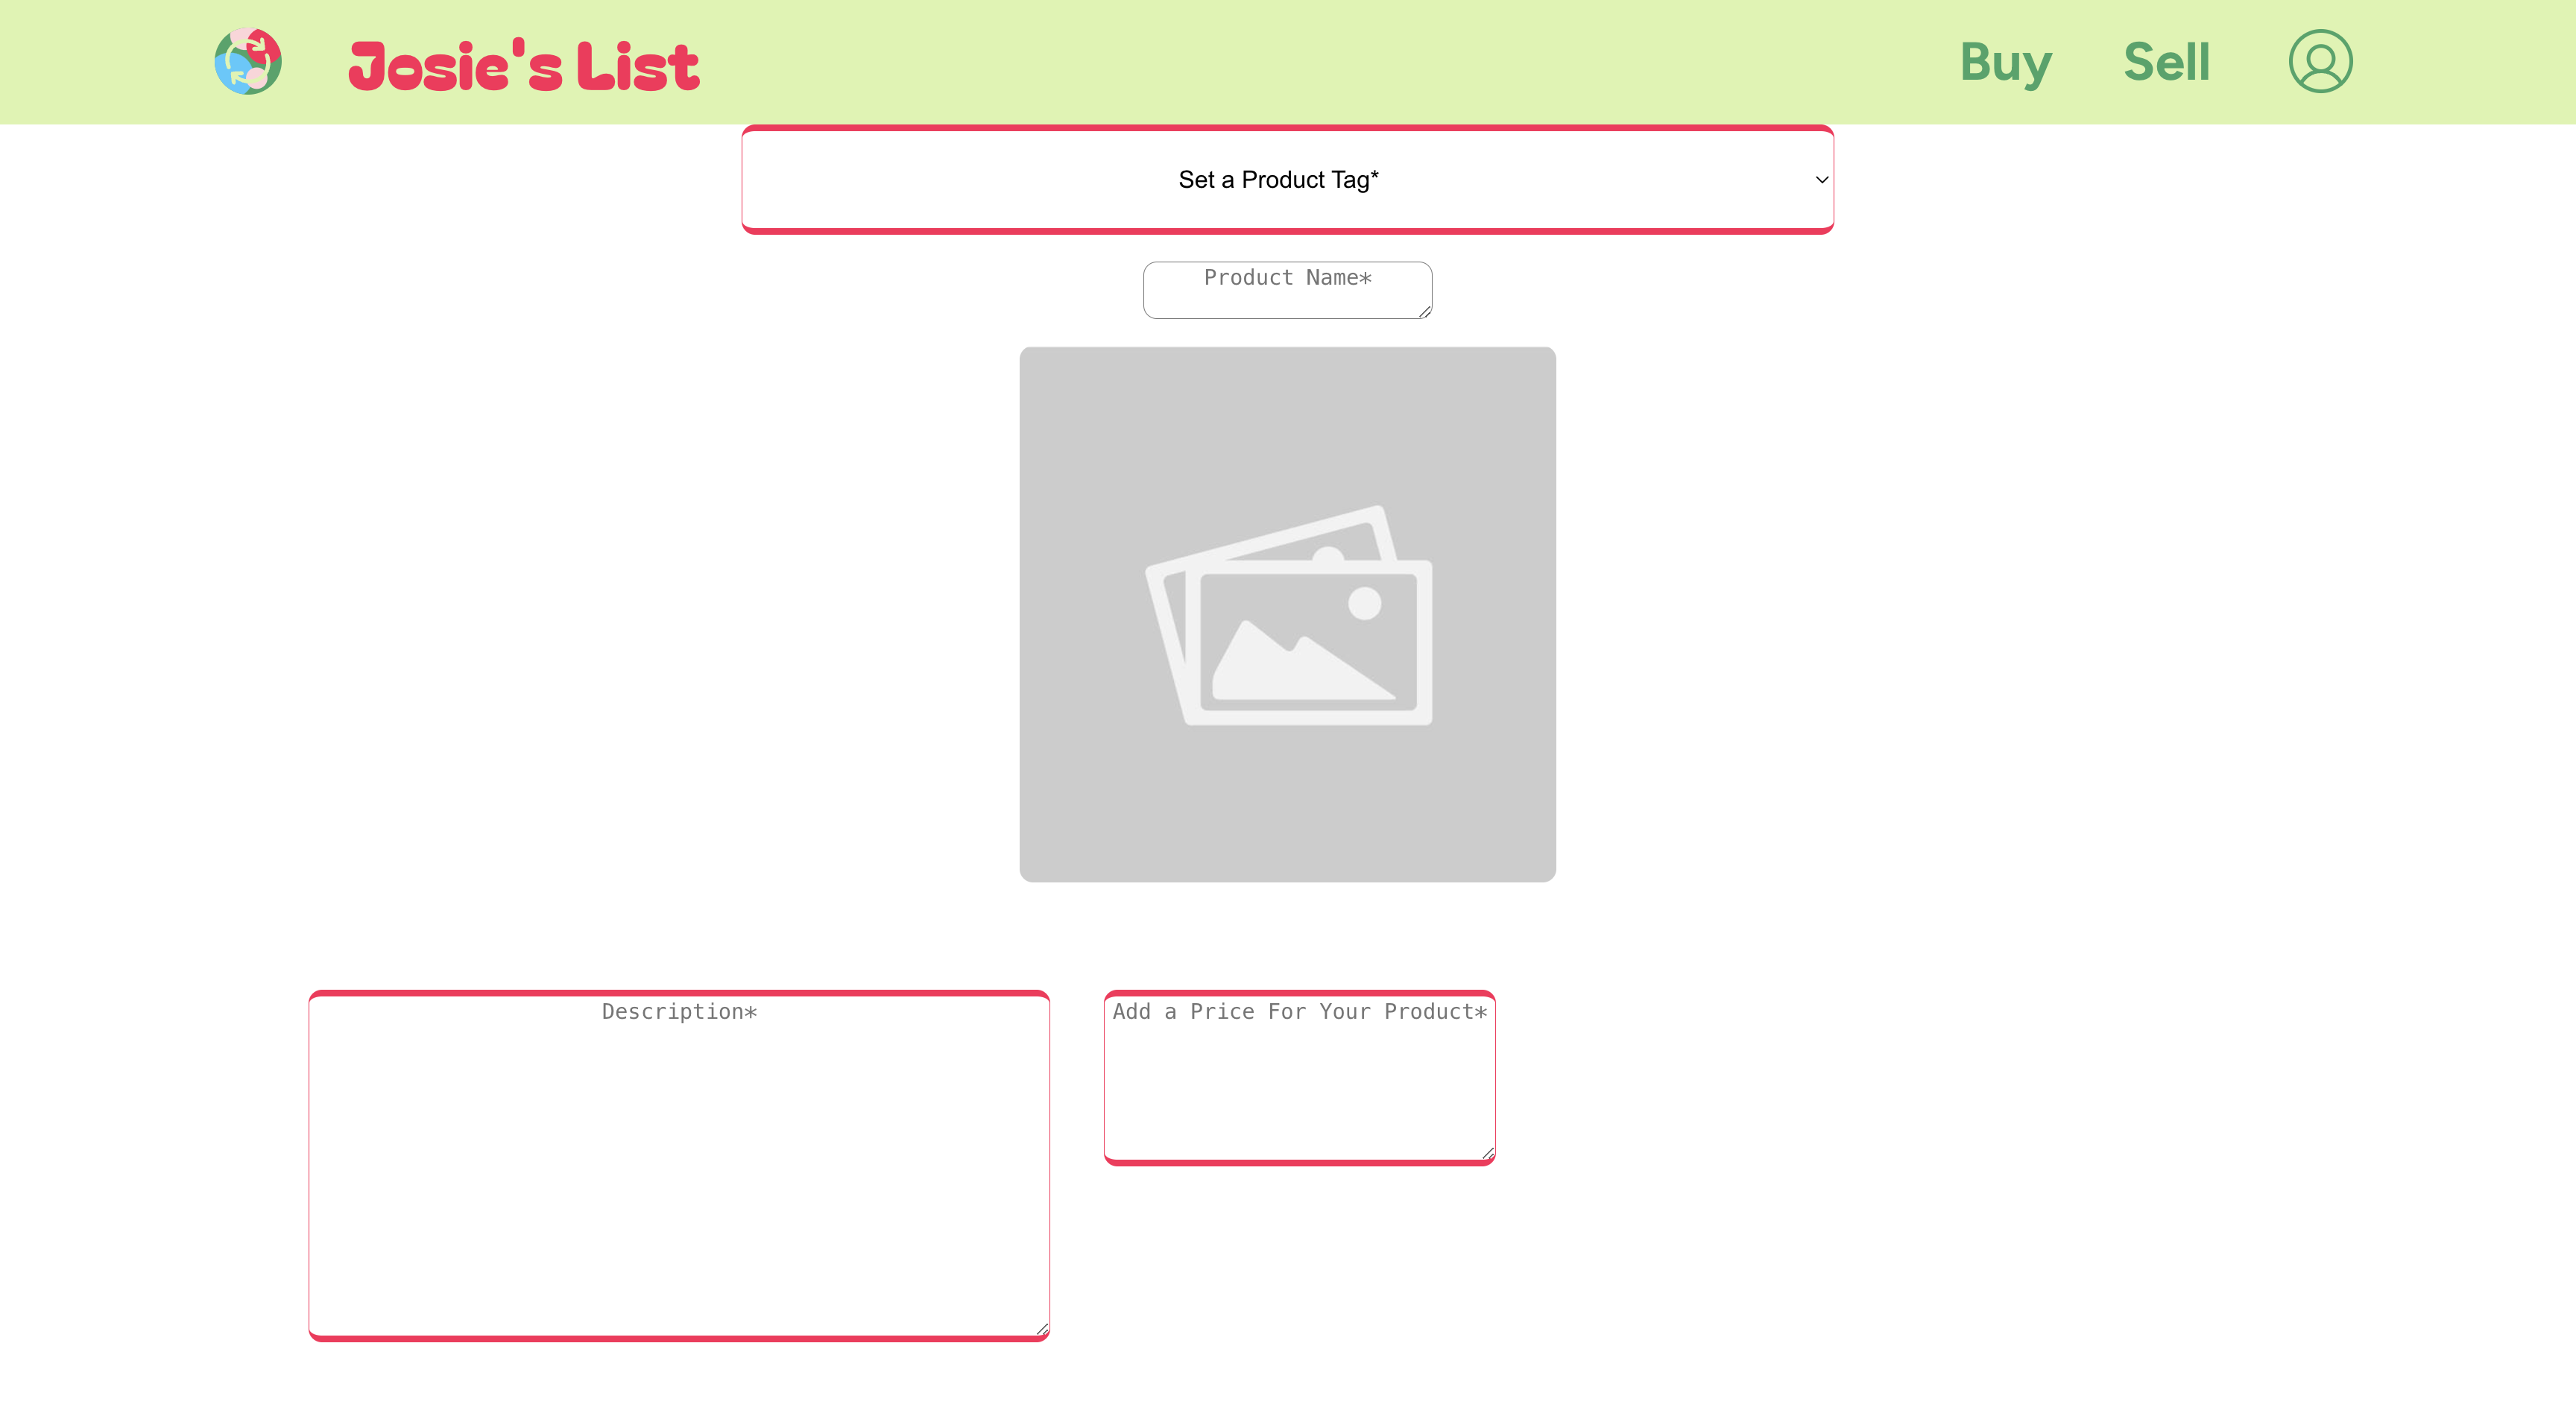 Josie's List
Buy
Sell
Set a Product Tag*
Product Name*
Description*
Add a Price For Your Product*